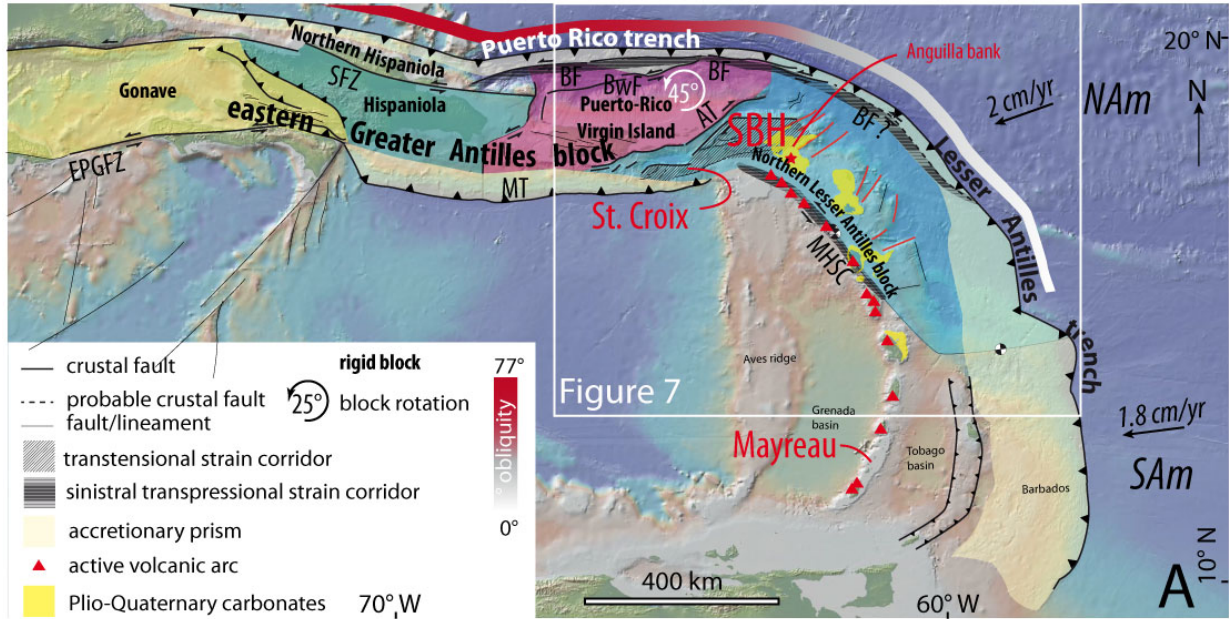 Puerto Rico trench
Northern Hispaniola
Anguilla bank
20° N
Gonave
SFZ
BF
BwF
BF
45°
2 cm/yr
NAm
N
Hispaniola
Puerto-Rico
Virgin Island
AT
SBH
BF ?
eastern Greater Antilles block
Lesser Antilles trench
EPGFZ
MT
St. Croix
Northern Lesser Antilles block
MHSC
Aves ridge
Figure 7
Grenada
basin
Mayreau
Tobago
basin
Barbados
1.8 cm/yr
SAm
crustal fault
probable crustal fault
fault/lineament
transtensional strain corridor
sinistral transpressional strain corridor
accretionary prism
active volcanic arc
Plio-Quaternary carbonates
rigid block
25°
block rotation
77°
° obliquity
0°
400 km
70° W
60° W
10° N
A